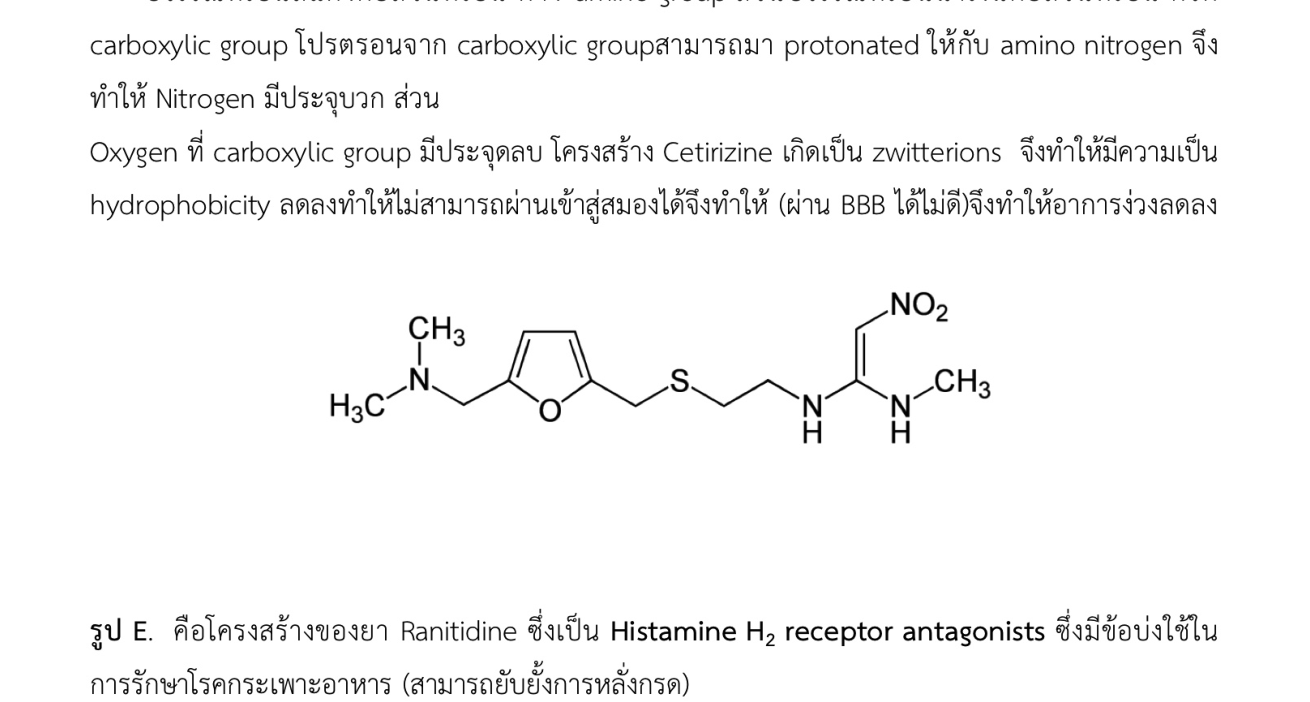 carboxylic group โปรตรอนจาก carboxylic groupสามารถมา protonated ให้กับ amino nitrogen จึง
ทำให้ Nitrogen มีประจุบวก ส่วน
Oxygen ที่ carboxylic group มีประจุดลบ โครงสร้าง Cetirizine เกิดเป็น zwitterions จึงทำให้มีความเป็น
hydrophobicity ลดลงทำให้ไม่สามารถผ่านเข้าสู่สมองได้จึงทำให้ (ผ่าน BBB ได้ไม่ดี)จึงทำให้อาการง่วงลดลง
NO2
CH3
N
H3C
O
S
N
H
N
H
CH3
รูป E. คือโครงสร้างของยา Ranitidine ซึ่งเป็น Histamine H2 receptor antagonists ซึ่งมีข้อบ่งใช้ใน
การรักษาโรคกระเพาะอาหาร (สามารถยับยั้งการหลั่งกรด)